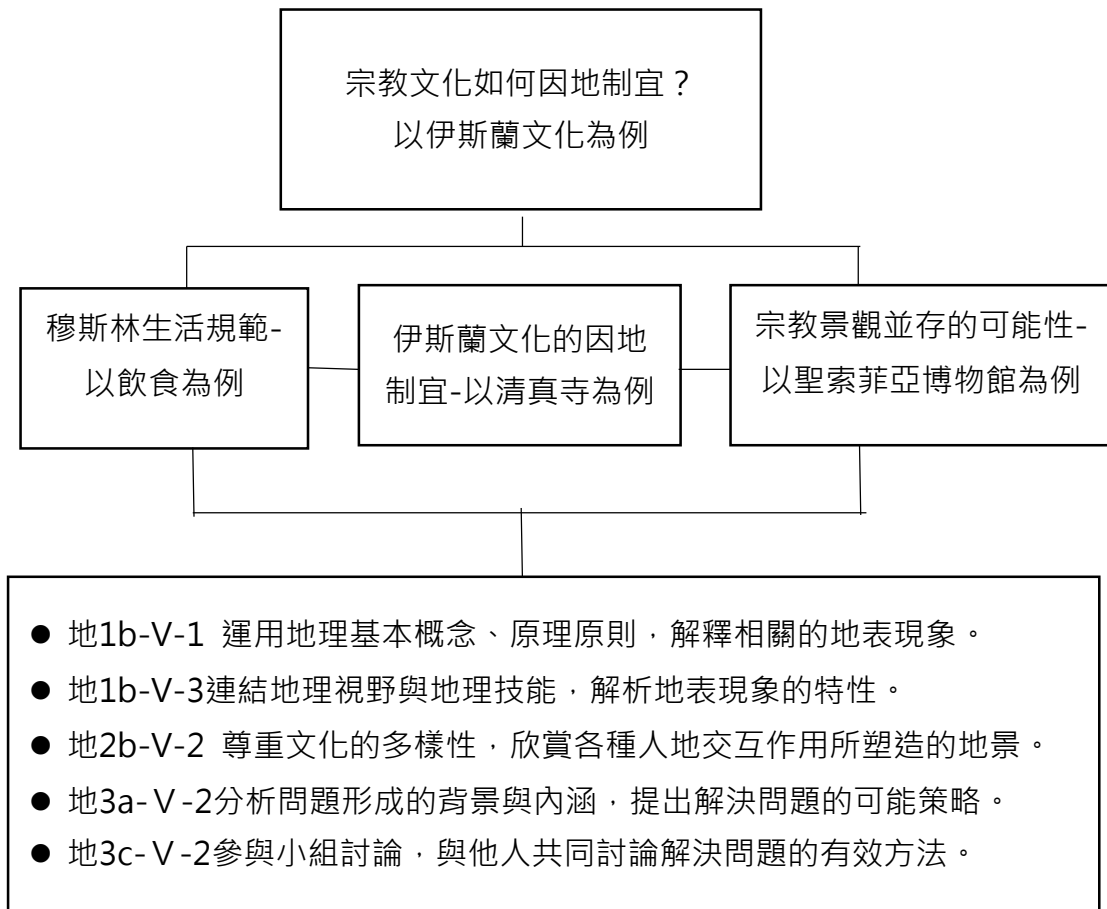 宗教文化如何因地制宜？
以伊斯蘭文化為例
穆斯林生活規範-
以飲食為例
伊斯蘭文化的因地
制宜-以清真寺為例
宗教景觀並存的可能性-
以聖索菲亞博物館為例
● 地1b-V-1 運用地理基本概念、原理原則，解釋相關的地表現象。
● 地1b-V-3連結地理視野與地理技能，解析地表現象的特性。
● 地2b-V-2 尊重文化的多樣性，欣賞各種人地交互作用所塑造的地景。
● 地3a-Ⅴ-2分析問題形成的背景與內涵，提出解決問題的可能策略。
● 地3c-Ⅴ-2參與小組討論，與他人共同討論解決問題的有效方法。